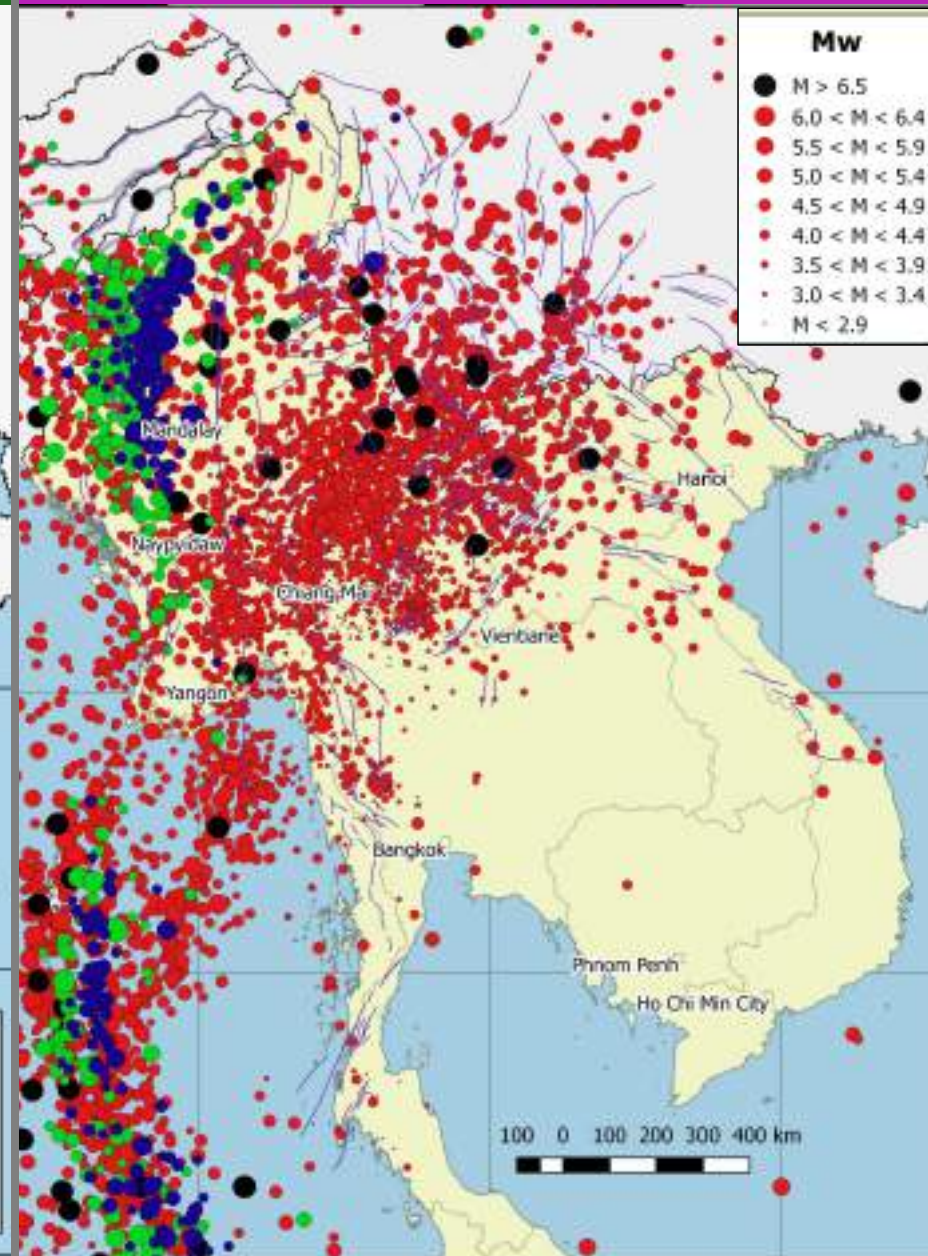 Mw
M > 6.5
6.0 < M < 6.4
5.5 < M < 5.9
5.0 < M < 5.4
4.5 < M < 4.9
4.0 < M < 4.4
3.5 < M < 3.9
3.0 < M < 3.4
M < 2.9
Mandalay
Hanoi
Naypyidaw
Chiang Mai
Vientiane
Yangon
Bangkok
Phnom Penh
Ho Chi Min City
100 0 100 200 300 400 km